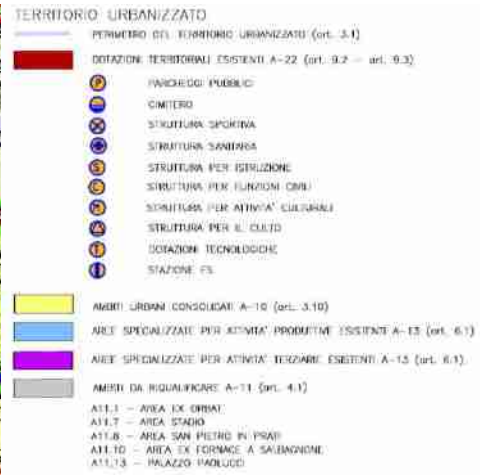 TERRITORIO URBANIZZATO
PERIMETRO DEL TERRITORIO URBANIZZATO (art. 3.1)
DOTAZIONI TERRITORIALI ESISTENTI A-22 (art. 9.2 - art. 9.3)
P PARCHEGGI PUBBLICI
CIMITERO
STRUTTURA SPORTIVA
STRUTTURA SANITARIA
S STRUTTURA PER ISTRUZIONE
C STRUTTURA PER FUNZIONI CIVILI
STRUTTURA PER ATTIVITA' CULTURALI
STRUTTURA PER IL CULTO
T DOTAZIONI TECNOLOGICHE
STAZIONE FS
AMBITI URBANI CONSOLIDATI A-10 (art. 3.10)
AREE SPECIALIZZATE PER ATTIVITA' PRODUTTIVE ESISTENTI A-13 (art. 6.1)
AREE SPECIALIZZATE PER ATTIVITA' TERZIARIE ESISTENTI A-13 (art. 6.1)
AMBITI DA RIQUALIFICARE A-11 (art. 4.1)
A11.1 - AREA EX ORBAT
A11.7 - AREA STADIO
A11.8 - AREA SAN PIETRO IN PRATI
A11.10 - AREA EX FORNACE A SALBAGNONE
A11.13 - PALAZZO PAOLUCCI